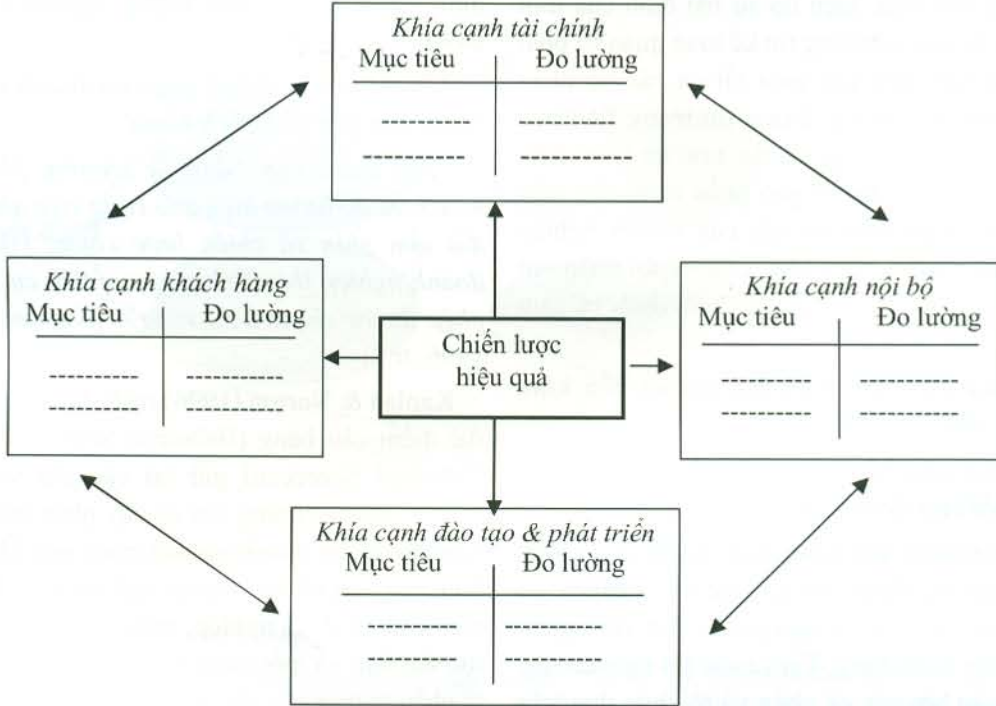 Khía cạnh tài chính
Mục tiêu Đo lường
Khía cạnh khách hàng
Mục tiêu Đo lường
Chiến lược
hiệu quả
Khía cạnh nội bộ
Mục tiêu Đo lường
Khía cạnh đào tạo & phát triển
Mục tiêu Đo lường